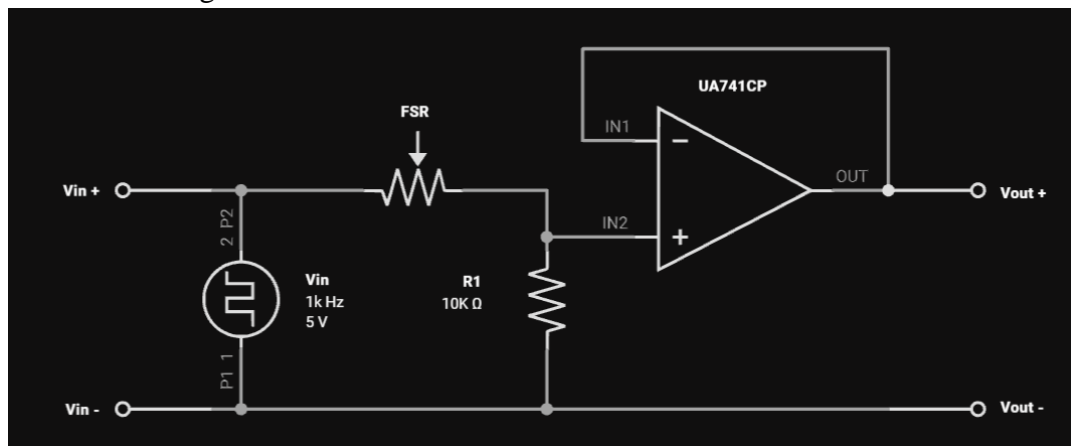 UA741CP
FSR
IN1
OUT
Vin +
Vout +
2 P2
IN2
Vin
1k Hz
5 V
R1
10K Ω
P1 1
Vin -
Vout -